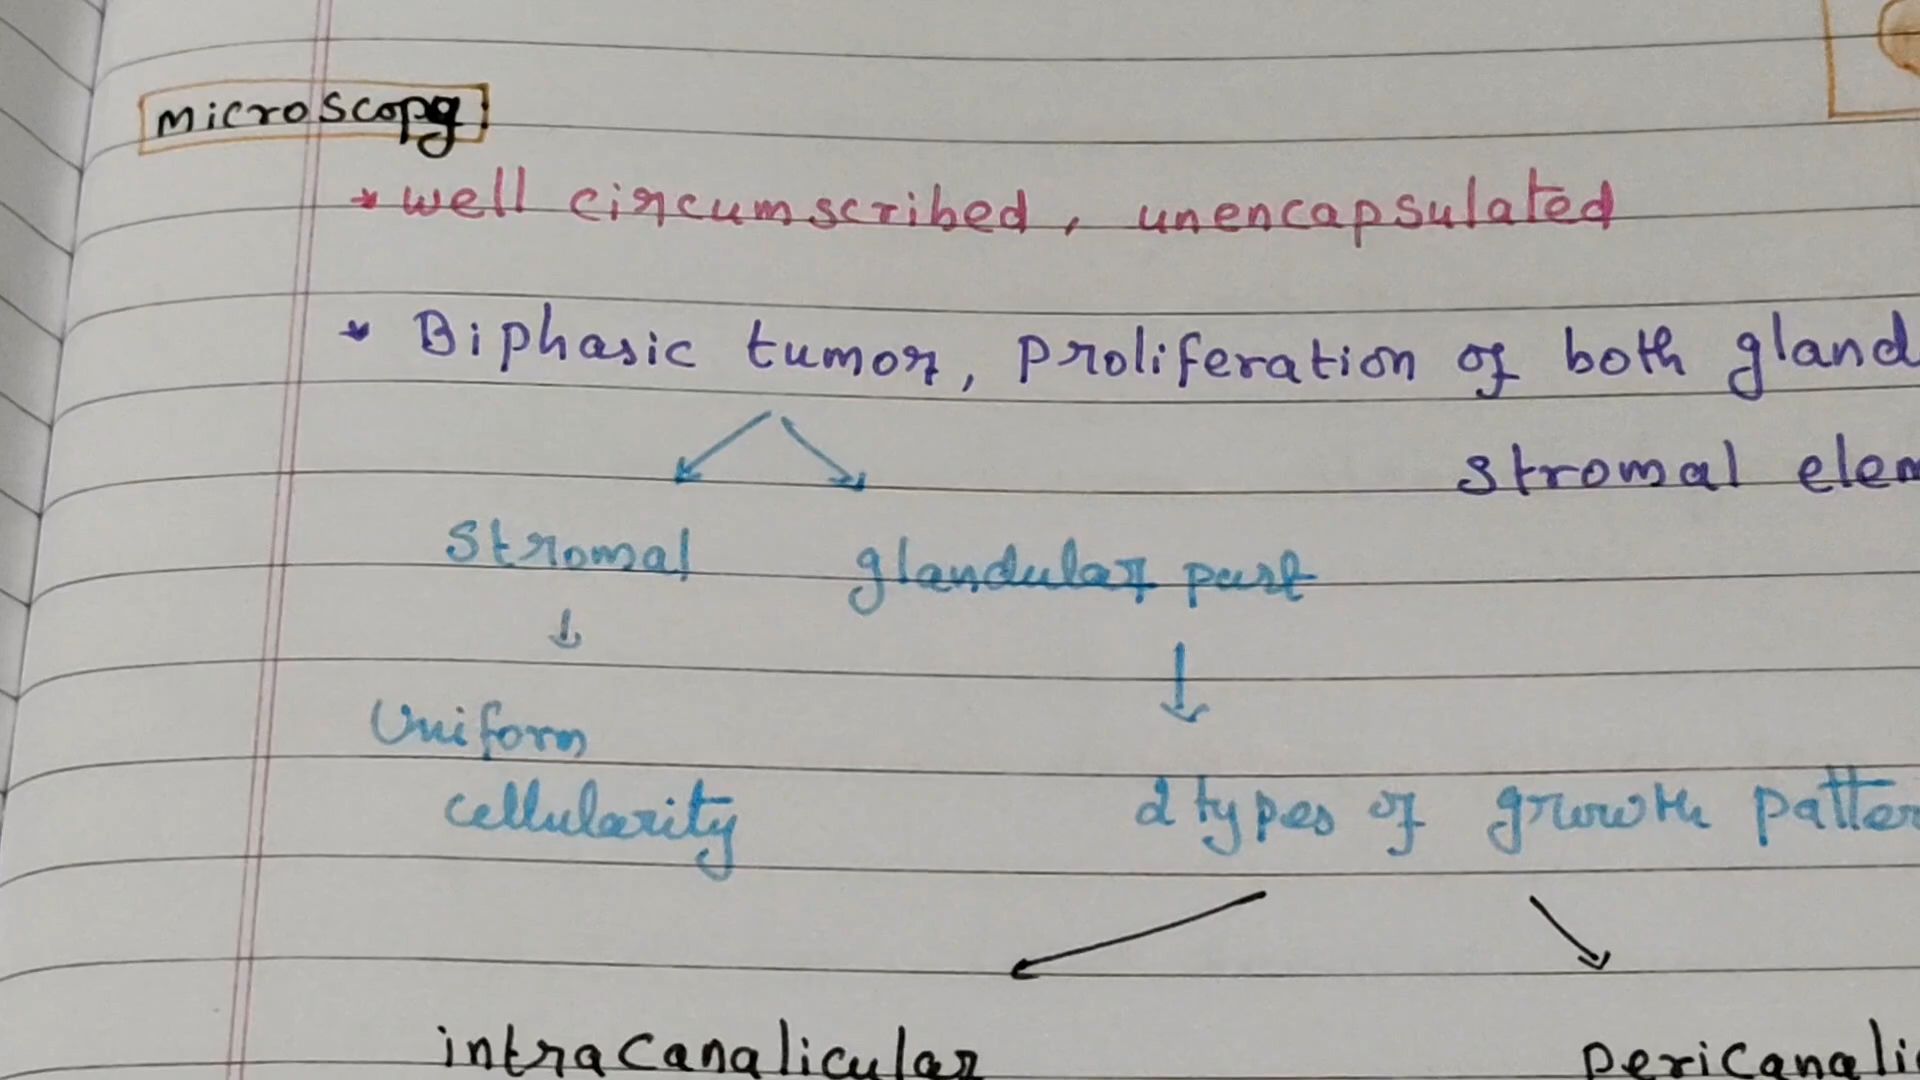 microscopy
* well circumscribed, unencapsulated
* Biphasic tumor, proliferation of both gland
stromal elem
stromal glandular part
↓ ↓
Uniform
cellularity 2 types of growth patter
intracanalicular pericanalic